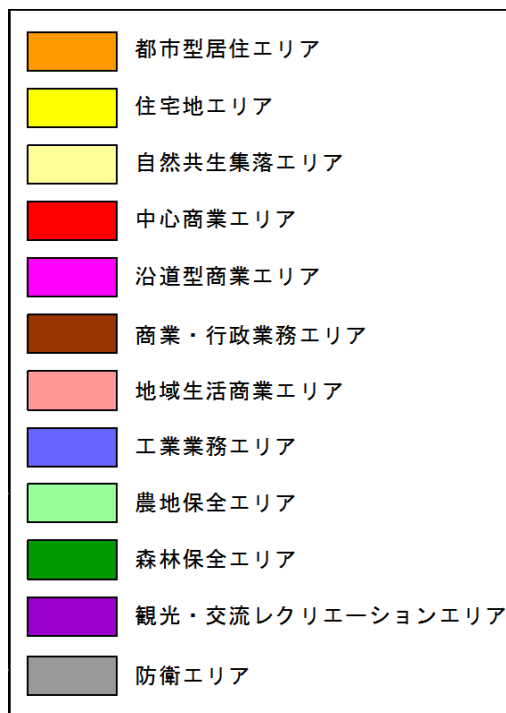 都市型居住エリア
住宅地エリア
自然共生集落エリア
中心商業エリア
沿道型商業エリア
商業・行政業務エリア
地域生活商業エリア
工業業務エリア
農地保全エリア
森林保全エリア
観光・交流レクリエーションエリア
防衛エリア